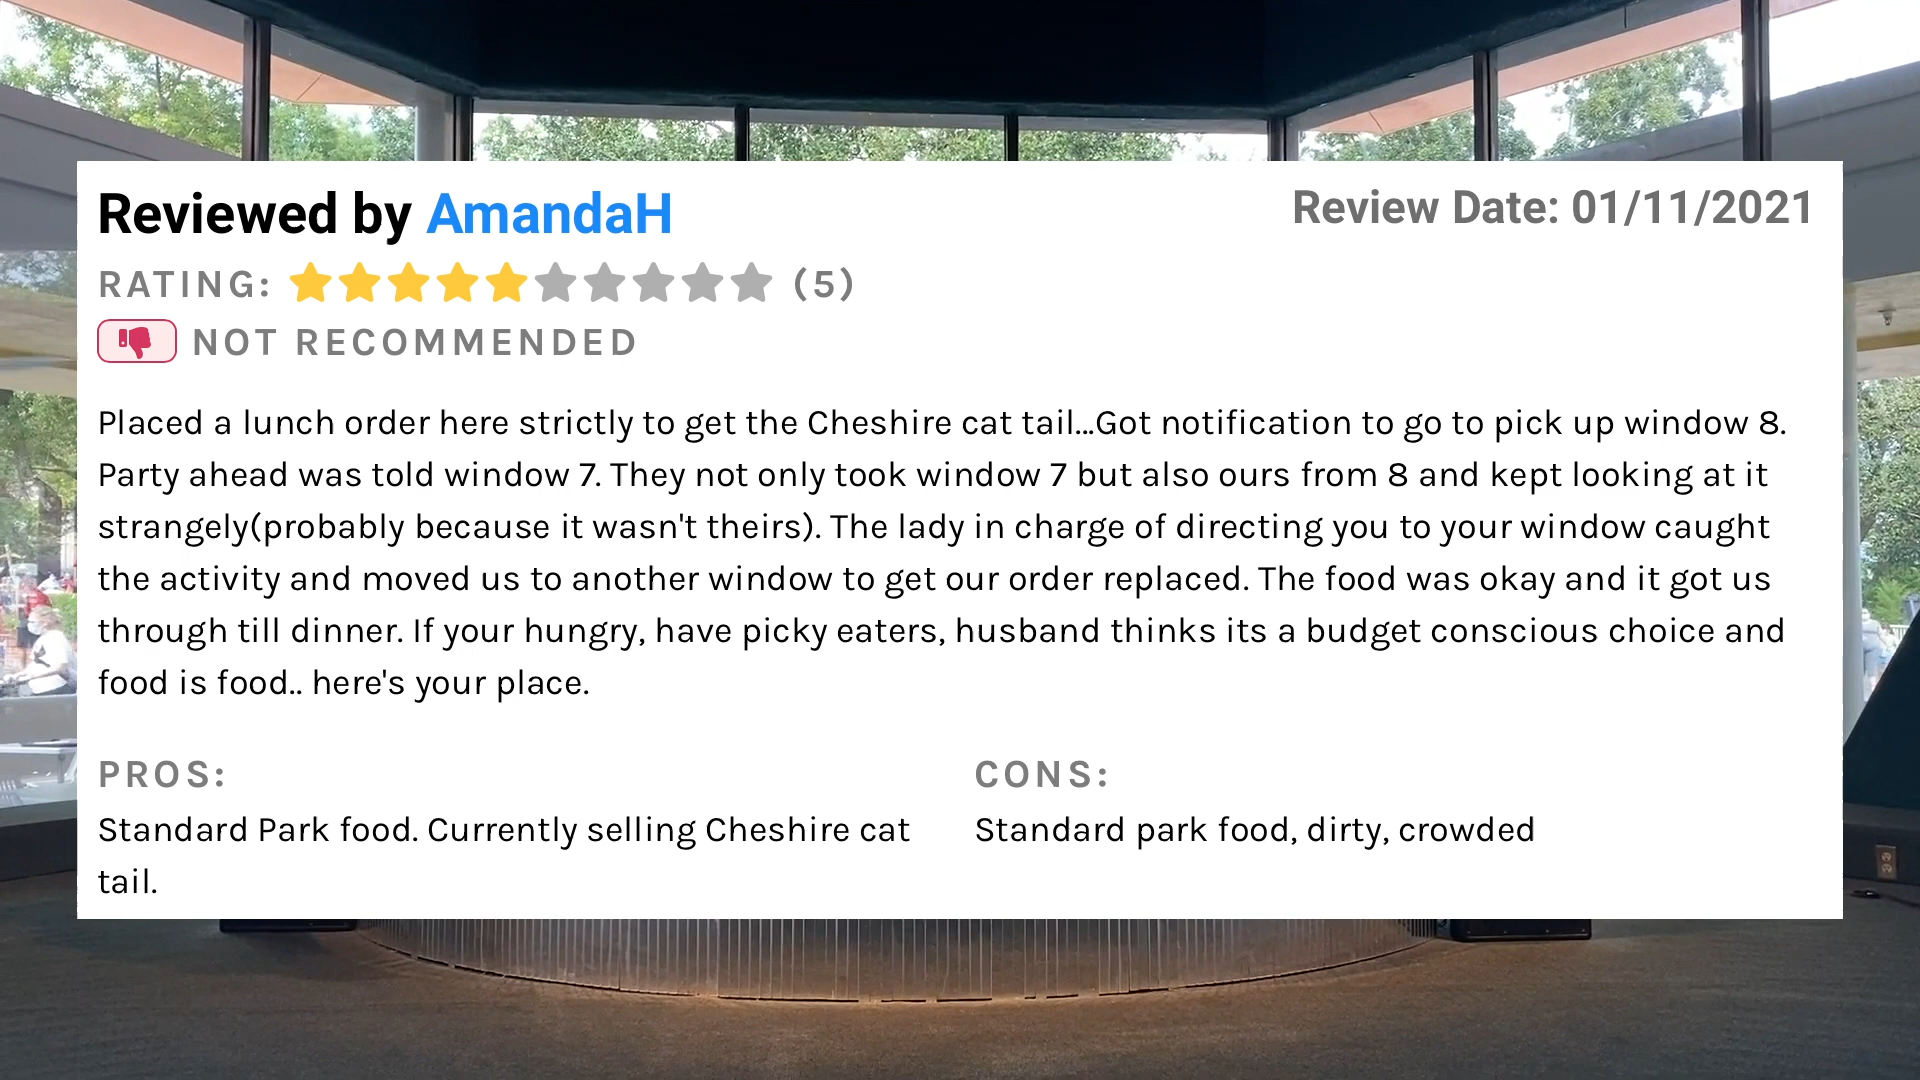 Reviewed by AmandaH
Review Date: 01/11/2021
RATING: (5)
NOT RECOMMENDED
Placed a lunch order here strictly to get the Cheshire cat tail...Got notification to go to pick up window 8.
Party ahead was told window 7. They not only took window 7 but also ours from 8 and kept looking at it
strangely(probably because it wasn't theirs). The lady in charge of directing you to your window caught
the activity and moved us to another window to get our order replaced. The food was okay and it got us
through till dinner. If your hungry, have picky eaters, husband thinks its a budget conscious choice and
food is food.. here's your place.
PROS:
Standard Park food. Currently selling Cheshire cat
tail.
CONS:
Standard park food, dirty, crowded